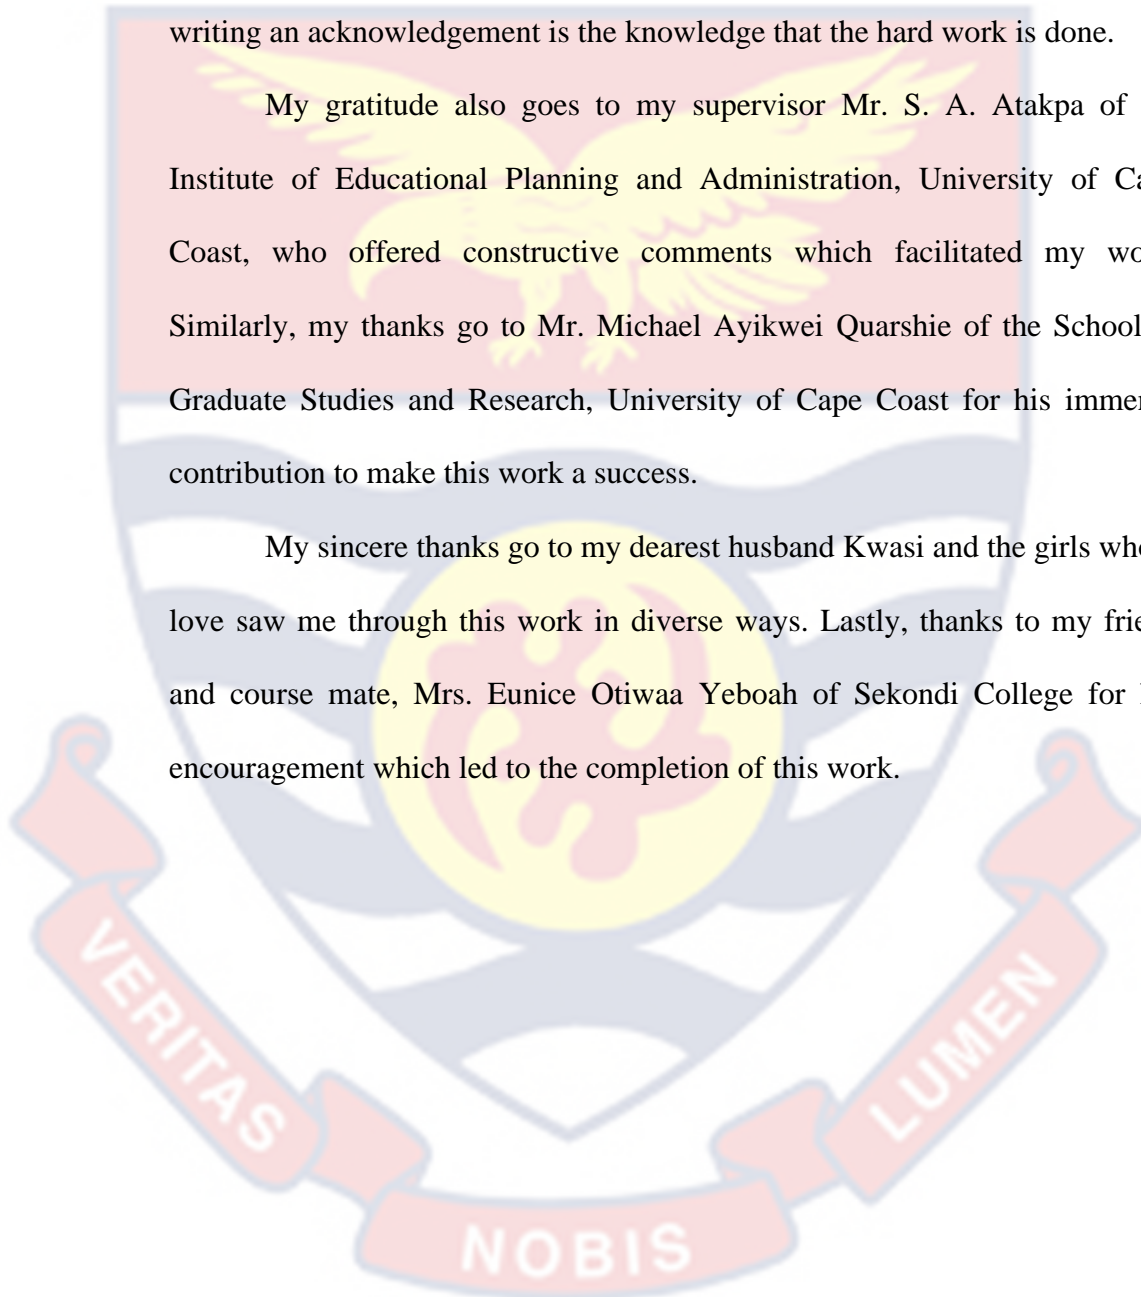 writing an acknowledgement is the knowledge that the hard work is done.
My gratitude also goes to my supervisor Mr. S. A. Atakpa of
Institute of Educational Planning and Administration, University of Ca
Coast, who offered constructive comments which facilitated my wo
Similarly, my thanks go to Mr. Michael Ayikwei Quarshie of the School
Graduate Studies and Research, University of Cape Coast for his immen
contribution to make this work a success.
My sincere thanks go to my dearest husband Kwasi and the girls who
love saw me through this work in diverse ways. Lastly, thanks to my frie
and course mate, Mrs. Eunice Otiwaa Yeboah of Sekondi College for
encouragement which led to the completion of this work.
VERITAS
NOBIS
LUMEN